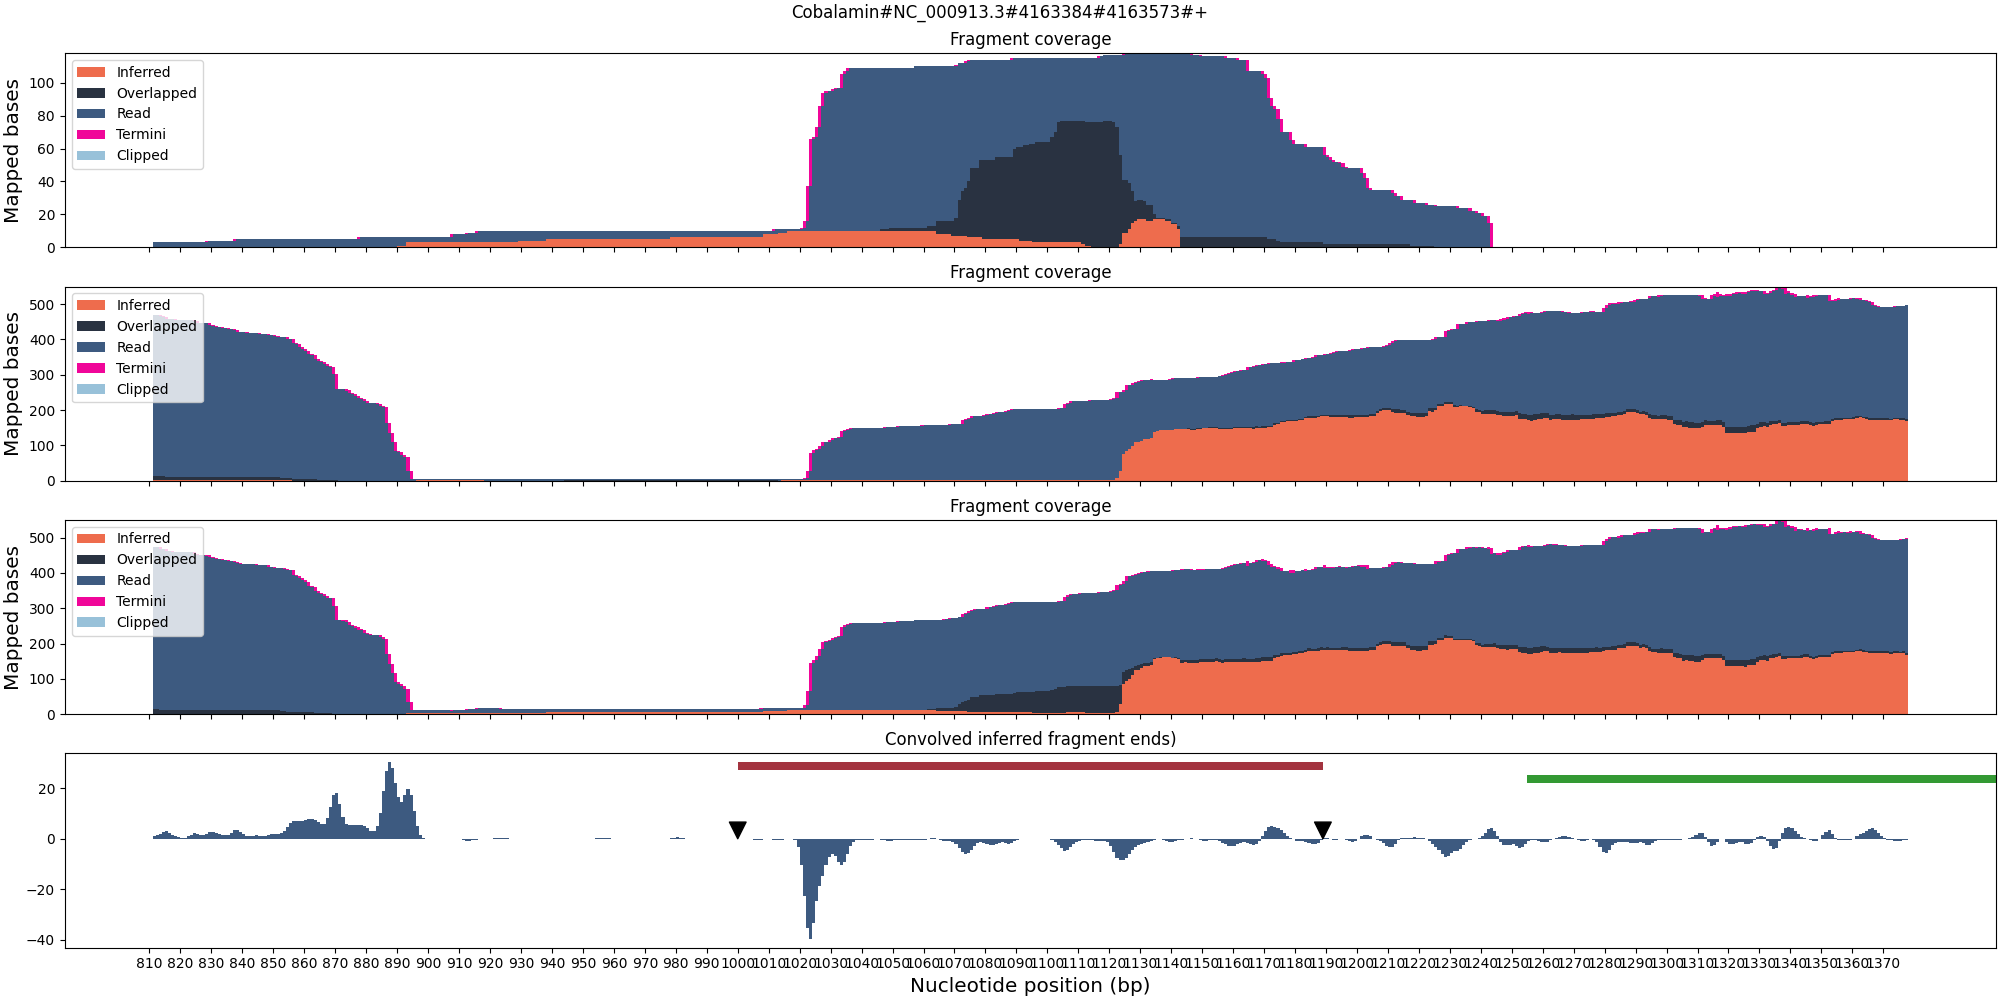 Cobalamin#NC_000913.3#4163384#4163573#+
Fragment coverage
Mapped bases
100
80
60
40
20
0
Inferred
Overlapped
Read
Termini
Clipped
Fragment coverage
Mapped bases
500
400
300
200
100
0
Inferred
Overlapped
Read
Termini
Clipped
Fragment coverage
Mapped bases
500
400
300
200
100
0
Inferred
Overlapped
Read
Termini
Clipped
Convolved inferred fragment ends)
20
0
−20
−40
810 820 830 840 850 860 870 880 890 900 910 920 930 940 950 960 970 980 990 1000 1010 1020 1030 1040 1050 1060 1070 1080 1090 1100 1110 1120 1130 1140 1150 1160 1170 1180 1190 1200 1210 1220 1230 1240 1250 1260 1270 1280 1290 1300 1310 1320 1330 1340 1350 1360 1370
Nucleotide position (bp)